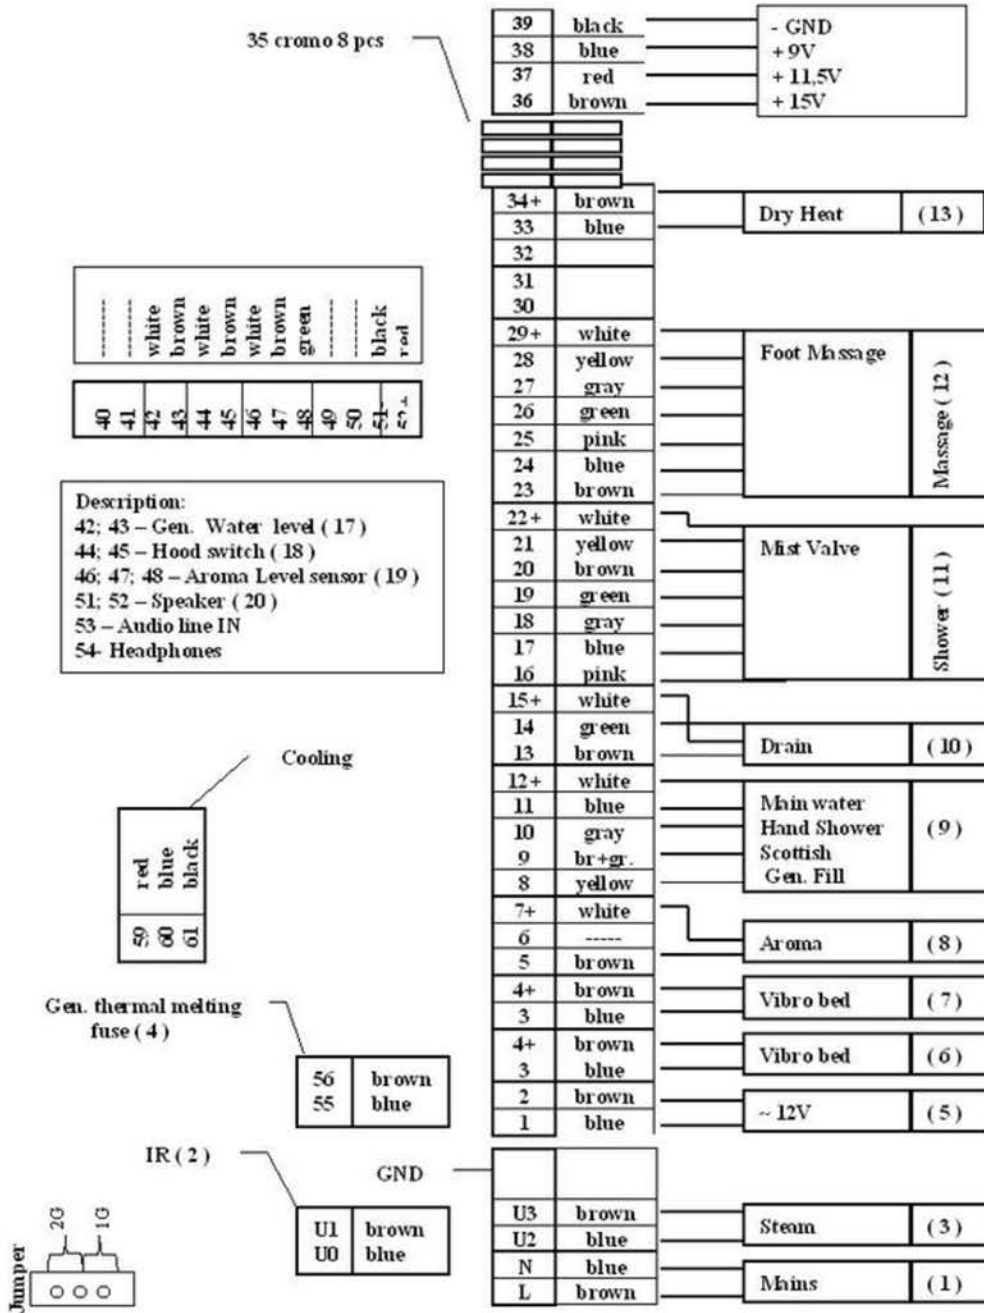 35 cromo 8 pcs
39 black - GND
38 blue + 9V
37 red + 11,5V
36 brown + 15V
34+ brown Dry Heat ( 13 )
33 blue
32
31
30
29+ white Foot Massage Massage ( 12 )
28 yellow
27 gray
26 green
25 pink
24 blue
23 brown
22+ white
21 yellow Mist Valve Shower ( 11 )
20 brown
19 green
18 gray
17 blue
16 pink
15+ white
14 green
13 brown Drain ( 10 )
12+ white
11 blue Main water
10 gray Hand Shower ( 9 )
9 br+gr. Scottish
8 yellow Gen. Fill
7+ white
6 -----
5 brown Aroma ( 8 )
4+ brown Vibro bed ( 7 )
3 blue
4+ brown Vibro bed ( 6 )
3 blue
2 brown ~ 12V ( 5 )
1 blue
GND
U3 brown Steam ( 3 )
U2 blue
N blue Mains ( 1 )
L brown
-------
-------
white
brown
white
brown
white
brown
green
-------
-------
black
red
40
41
42
43
44
45
46
47
48
49
50
51-
52+
Description:
42; 43 – Gen. Water level ( 17 )
44; 45 – Hood switch ( 18 )
46; 47; 48 – Aroma Level sensor ( 19 )
51; 52 – Speaker ( 20 )
53 – Audio line IN
54- Headphones
Cooling
59 red
60 blue
61 black
Gen. thermal melting
fuse ( 4 )
56 brown
55 blue
IR ( 2 )
U1 brown
U0 blue
Jumper
2G
1G